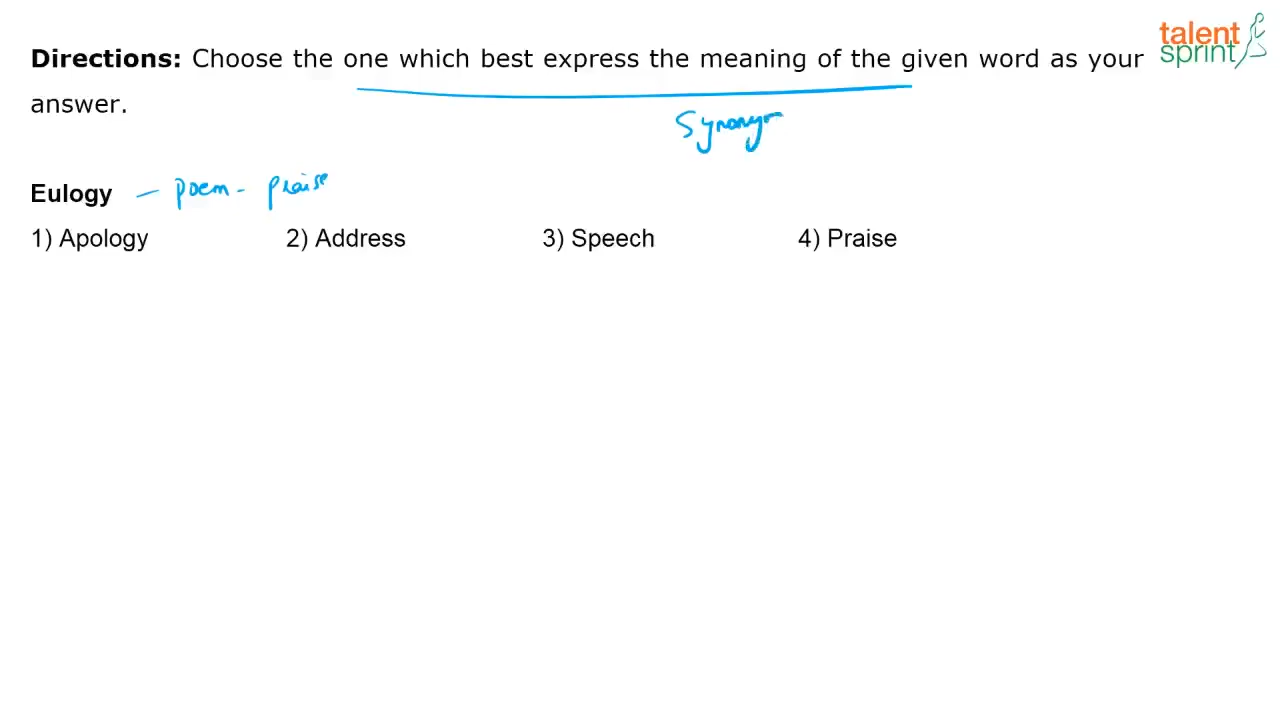 talent
sprint
Directions: Choose the one which best express the meaning of the given word as your
answer.
Synonym
Eulogy – poem - praise
1) Apology 2) Address 3) Speech 4) Praise